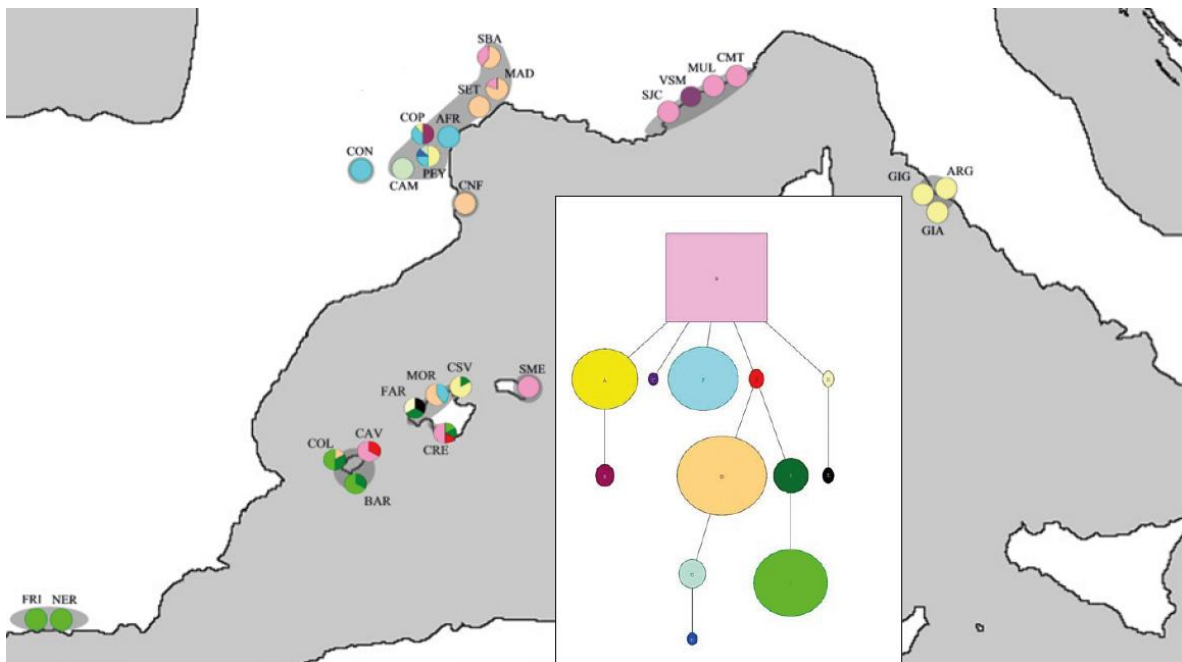 SBA
MAD
SET
COP
AFR
CON
CAM
PEY
CNF
CMT
MUL
VSM
SJC
GIG
ARG
GIA
CSV
MOR
SME
FAR
CRE
CAV
COL
BAR
FRI
NER